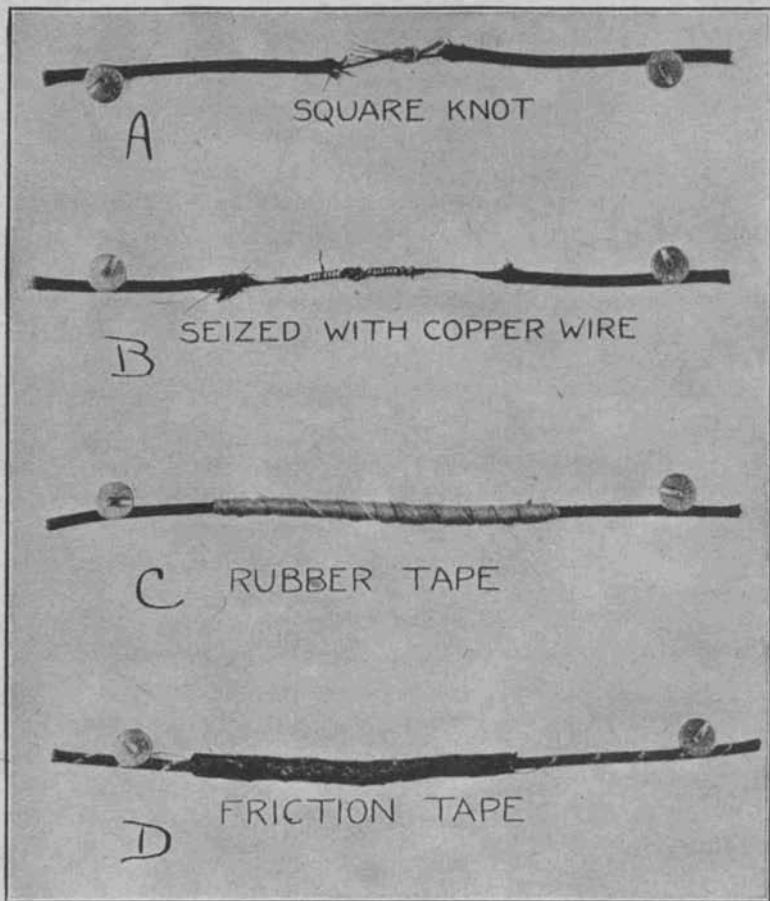 SQUARE KNOT
A
SEIZED WITH COPPER WIRE
B
C RUBBER TAPE
FRICTION TAPE
D